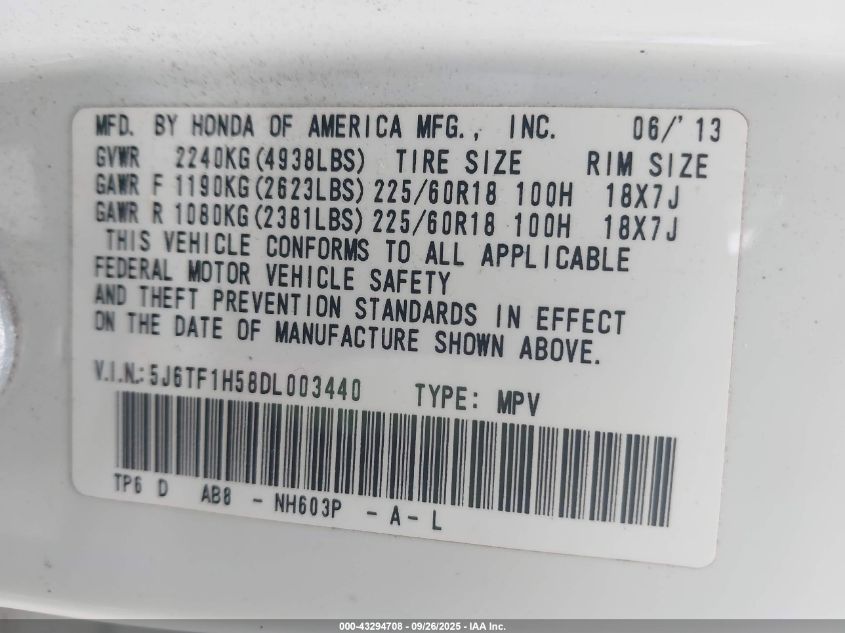 MFD. BY HONDA OF AMERICA MFG., INC. 06/'13
GVWR 2240KG(4938LBS) TIRE SIZE RIM SIZE
GAWR F 1190KG(2623LBS) 225/60R18 100H 18X7J
GAWR R 1080KG(2381LBS) 225/60R18 100H 18X7J
THIS VEHICLE CONFORMS TO ALL APPLICABLE
FEDERAL MOTOR VEHICLE SAFETY
AND THEFT PREVENTION STANDARDS IN EFFECT
ON THE DATE OF MANUFACTURE SHOWN ABOVE.
V.I.N.: 5J6TF1H58DL003440 TYPE: MPV
TP6 D AB8 - NH603P - A - L
000-43294708 - 09/26/2025 - IAA Inc.